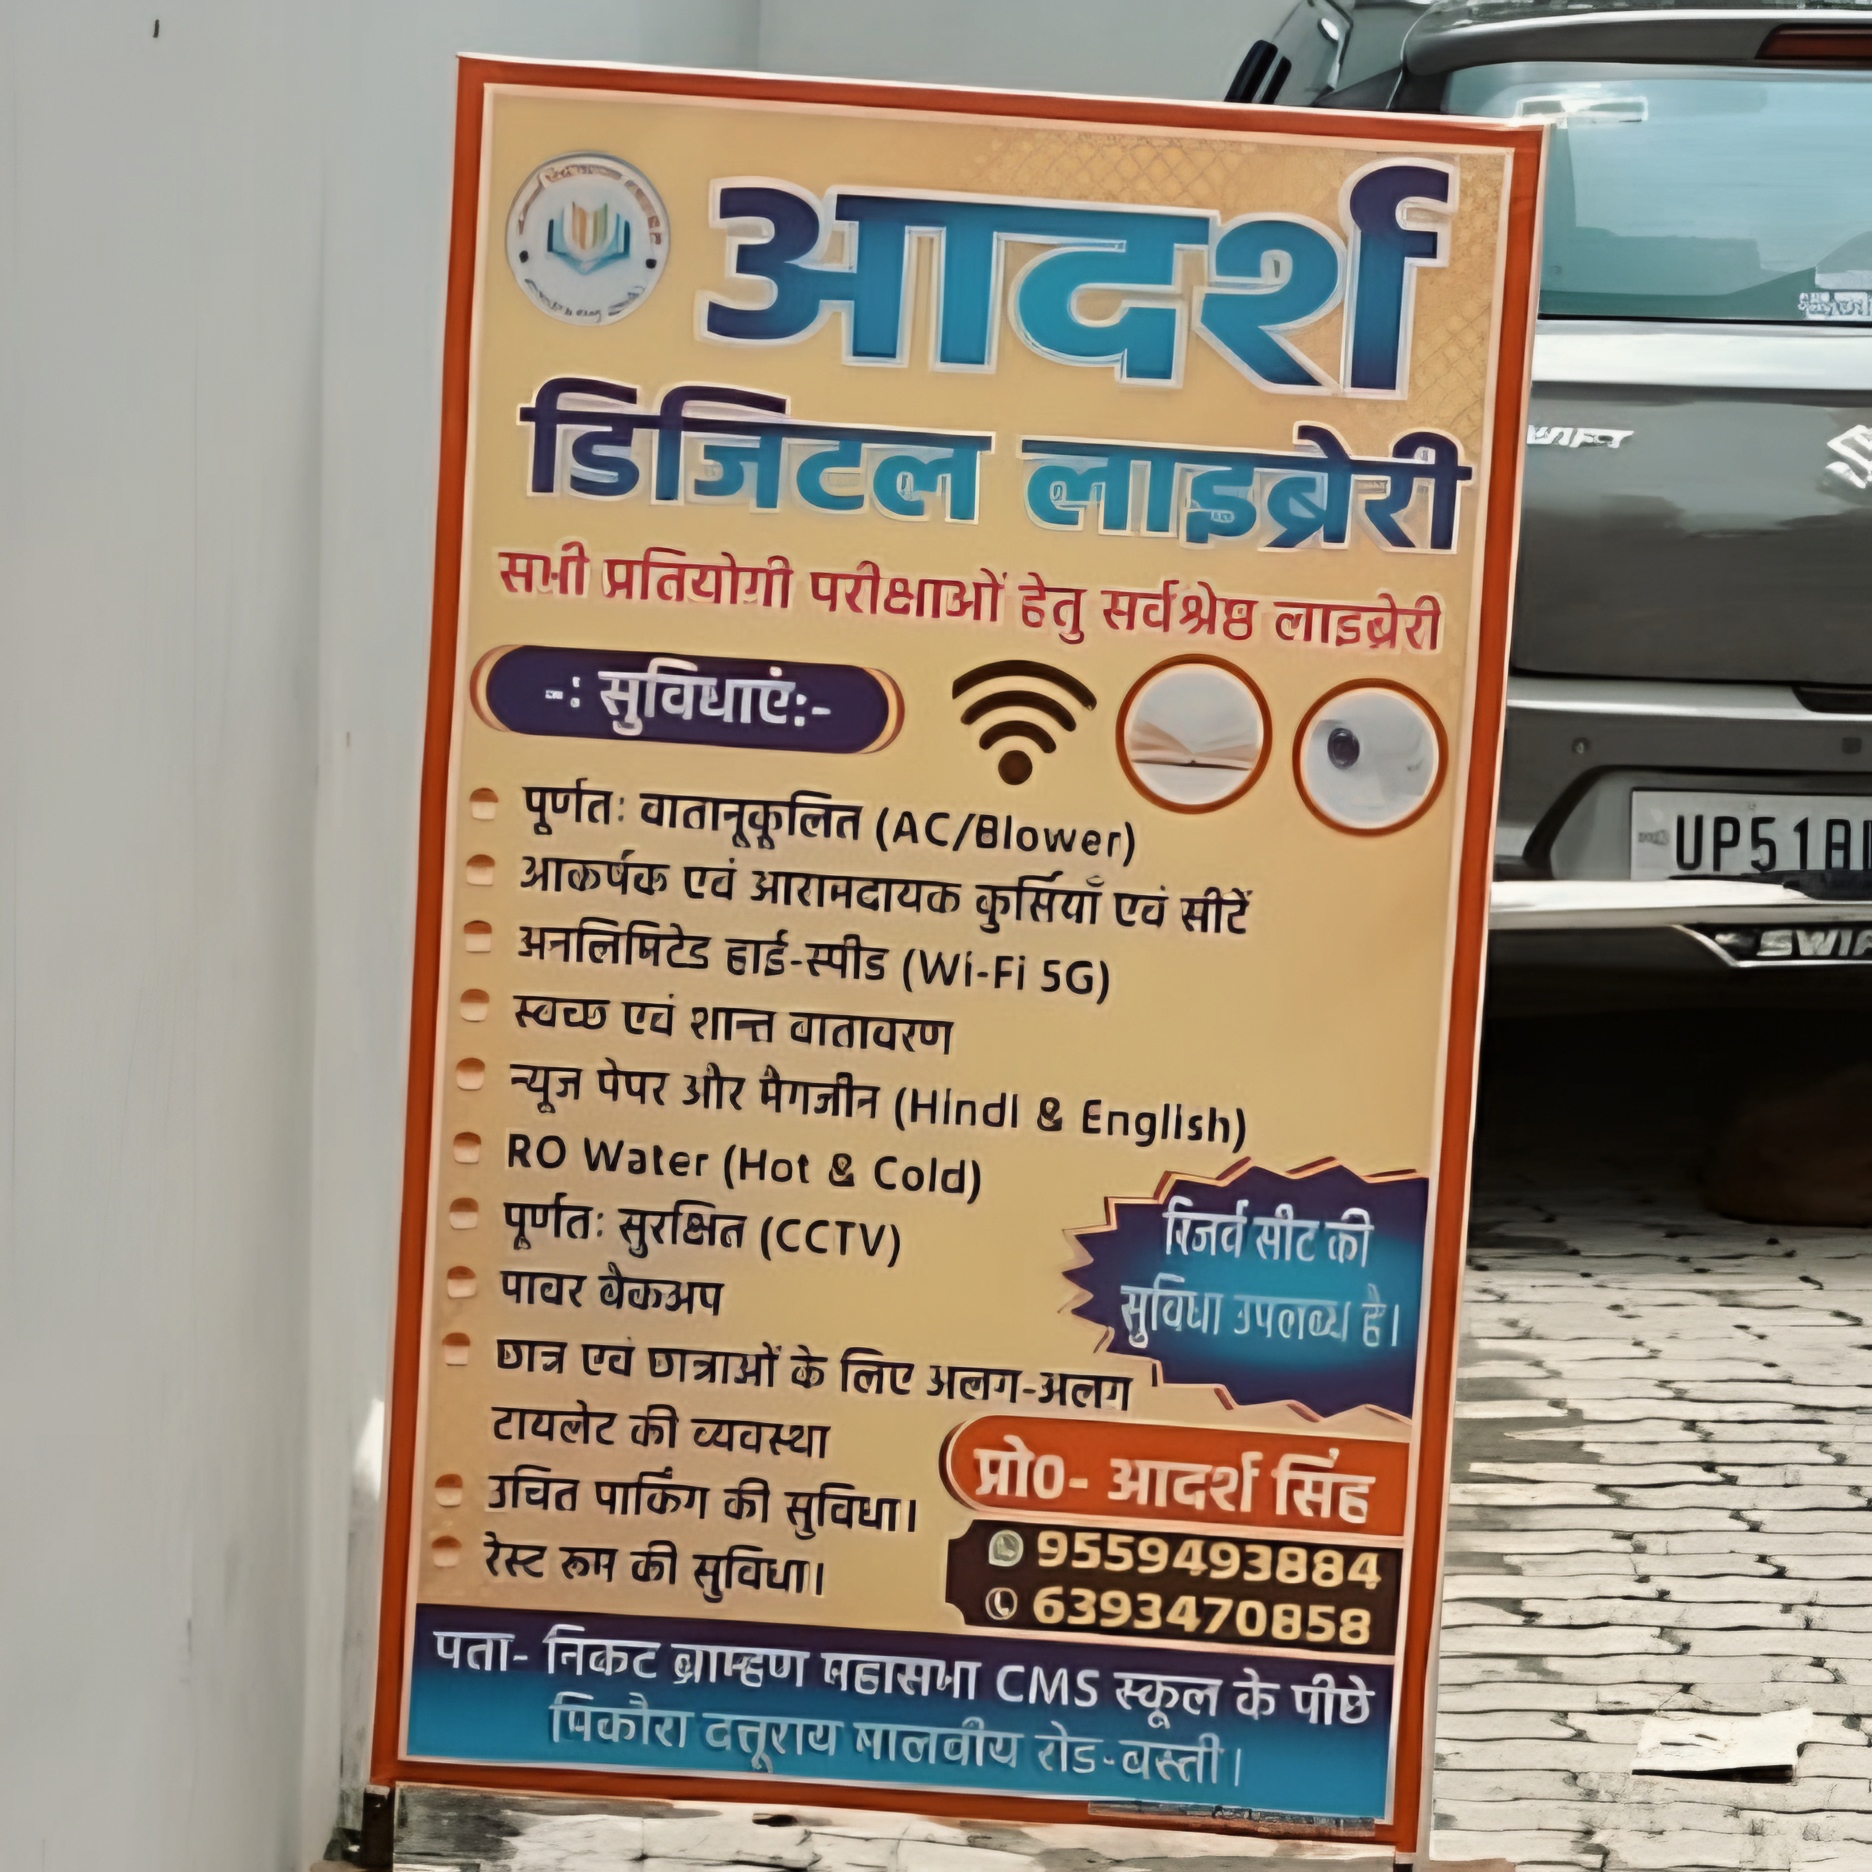 आदर्श
डिजिटल लाइब्रेरी
सभी प्रतियोगी परीक्षाओं हेतु सर्वश्रेष्ठ लाइब्रेरी
-: सुविधाएं:-
पूर्णतः वातानूकूलित (AC/Blower)
आकर्षक एवं आरामदायक कुर्सियाँ एवं सीटें
अनलिमिटेड हाई-स्पीड (Wi-Fi 5G)
स्वच्छ एवं शान्त वातावरण
न्यूज पेपर और मैगजीन (Hindi & English)
RO Water (Hot & Cold)
पूर्णतः सुरक्षित (CCTV)
पावर बैकअप
छात्र एवं छात्राओं के लिए अलग-अलग
टायलेट की व्यवस्था
उचित पार्किंग की सुविधा।
रेस्ट रूम की सुविधा।
रिजर्व सीट की
सुविधा उपलब्ध है।
प्रो0- आदर्श सिंह
9559493884
6393470858
पता- निकट ब्राम्हण महासभा CMS स्कूल के पीछे
पिकौरा दत्तूराय मालवीय रोड-बस्ती।
SWIFT
UP51A
SWIF